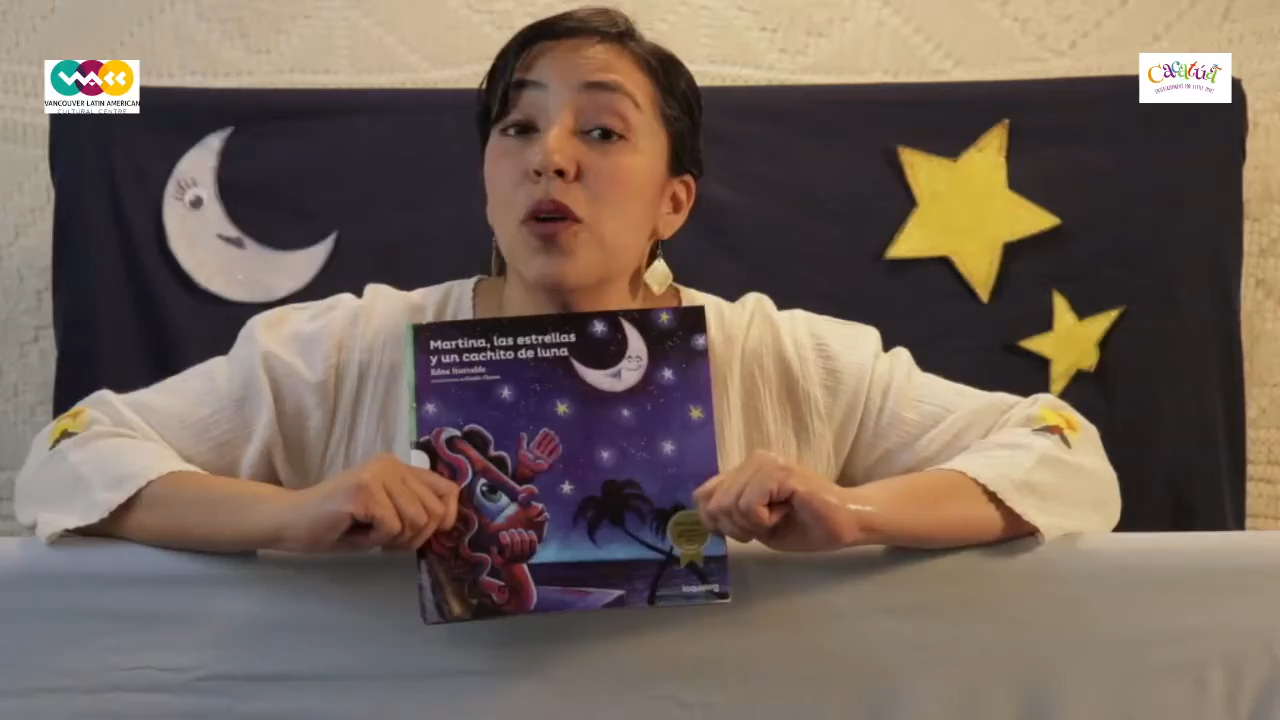 VANCOUVER LATIN AMERICAN
CULTURAL CENTRE
Cacatúa
Martina, las estrellas
y un cachito de luna
Edna Iturralde
loqueleo